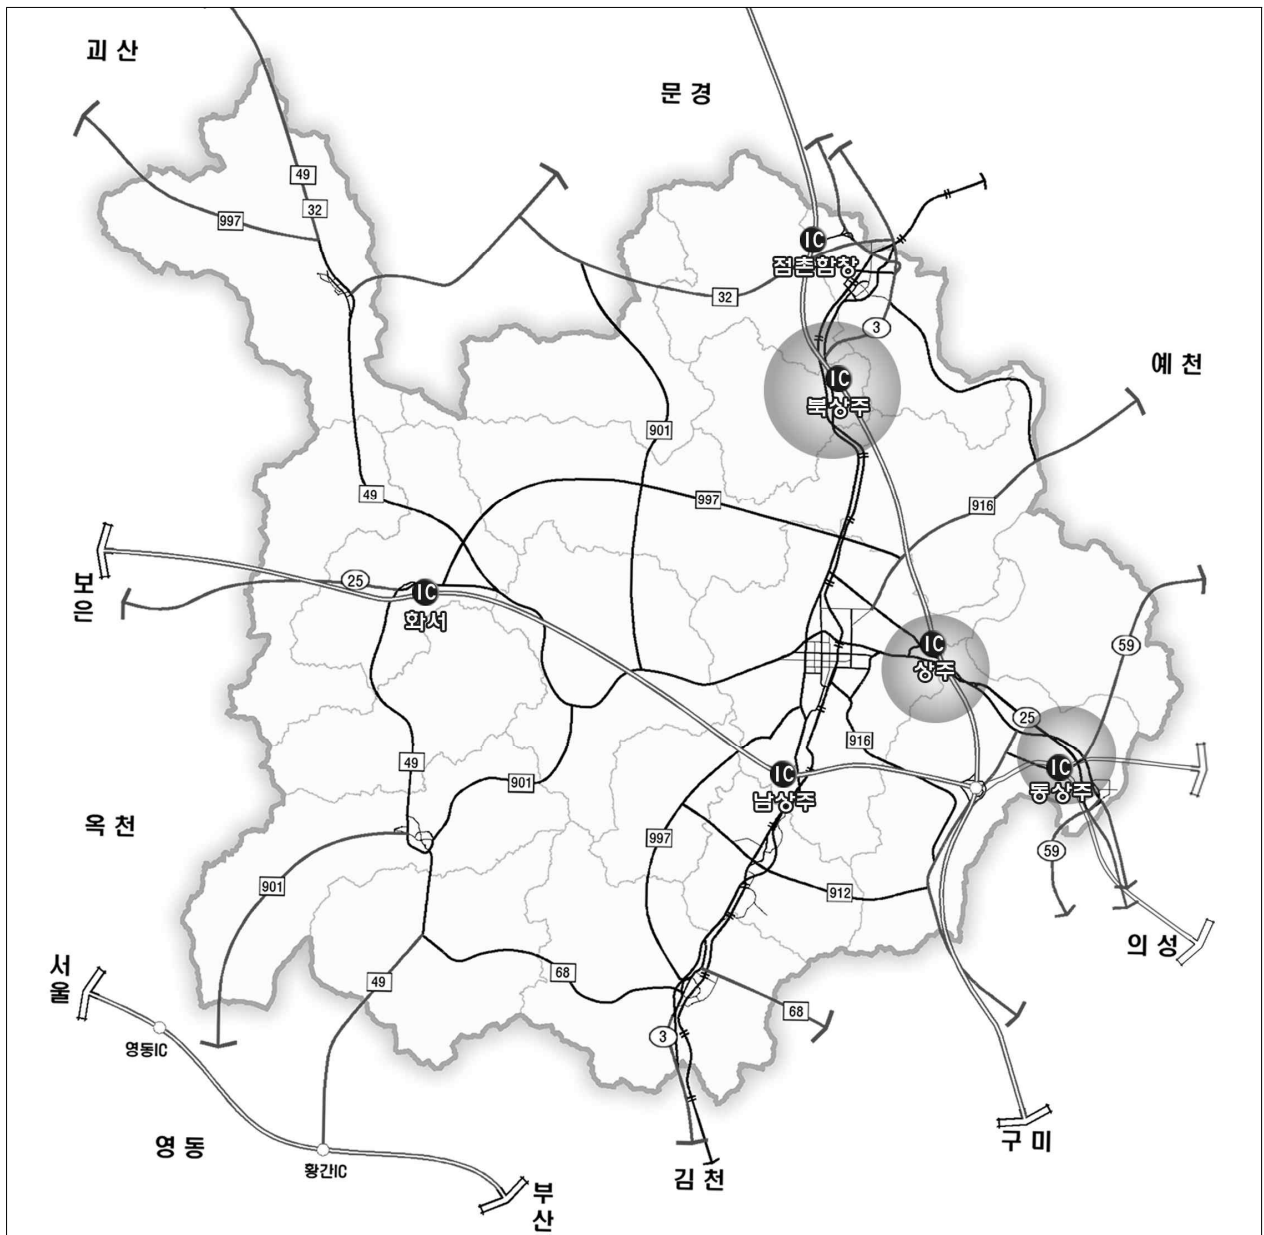 괴 산
문 경
49
32
997
IC
점촌함창
32
3
예 천
IC
북상주
901
49
997
916
보
은
25
IC
화서
IC
상주
59
25
916
49
901
IC
남상주
IC
동상주
옥 천
997
59
901
912
의 성
서
울
68
49
68
3
영동IC
영 동
구 미
황간IC
김 천
부
산